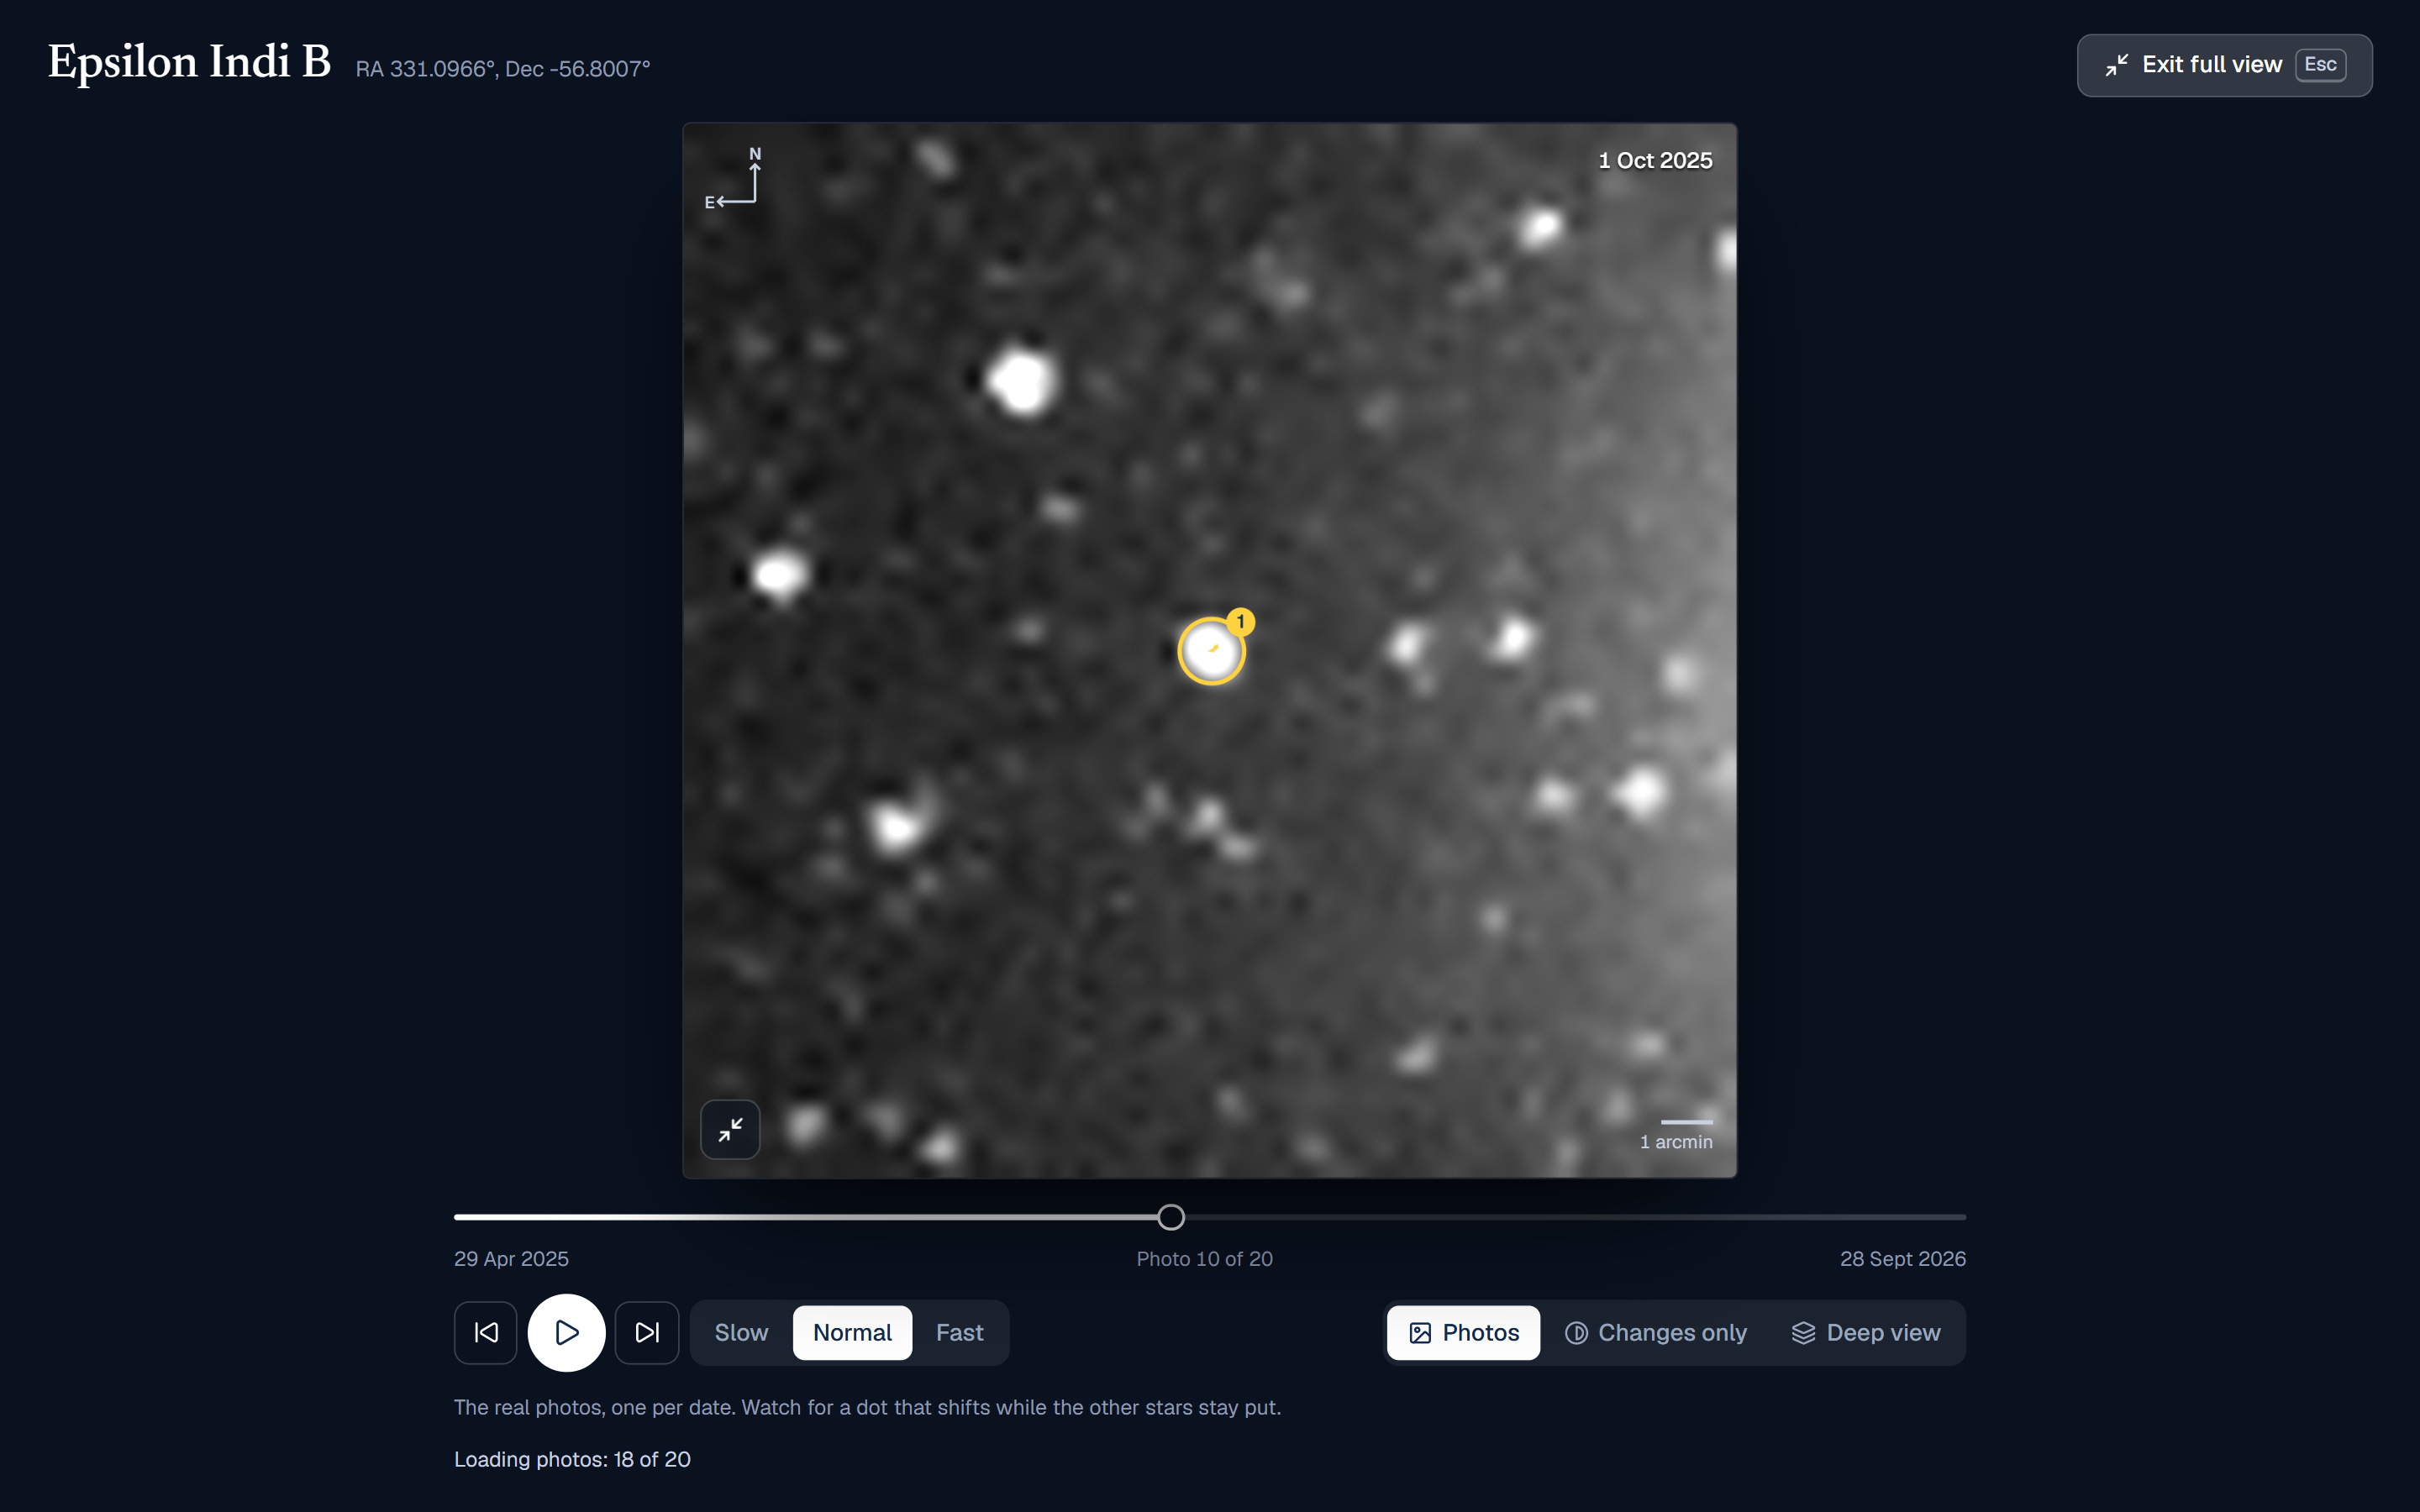 Epsilon Indi B RA 331.0966°, Dec -56.8007°
Exit full view Esc
N
E
1 Oct 2025
1
1 arcmin
29 Apr 2025 Photo 10 of 20 28 Sept 2026
Slow Normal Fast Photos Changes only Deep view
The real photos, one per date. Watch for a dot that shifts while the other stars stay put.
Loading photos: 18 of 20